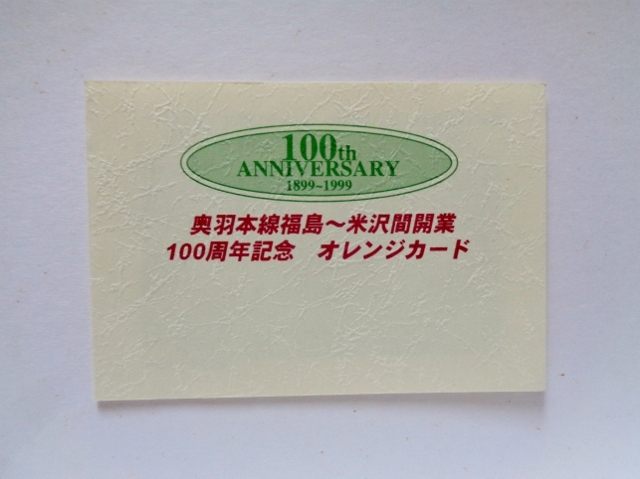 100th
ANNIVERSARY
1899~1999
奥羽本線福島～米沢間開業
100周年記念　オレンジカード